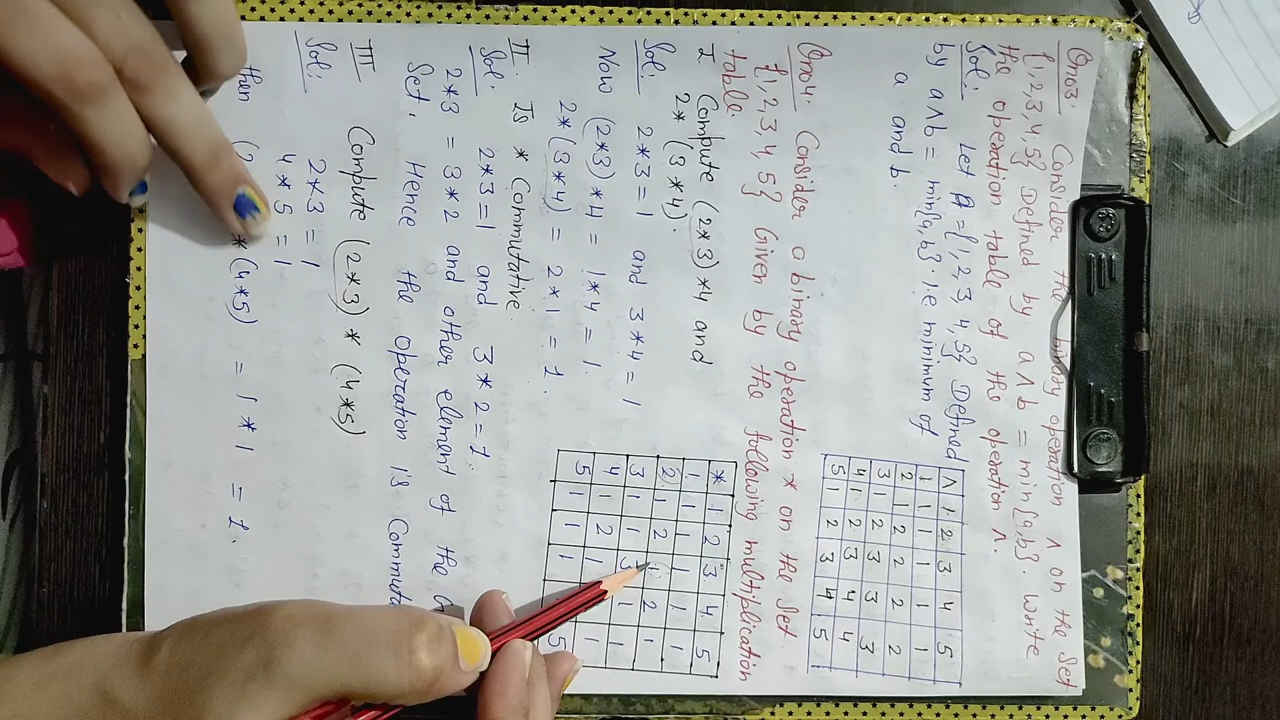 Qno3. Consider the binary operation ∧ on the set
{1,2,3,4,5} Defined by a∧b = min{a,b}. write
the operation table of the operation ∧.
Sol: Let A={1,2,3,4,5} Defined
by a∧b = min{a,b}. i.e minimum of
a and b.
∧ 1 2 3 4 5
1 1 1 1 1 1
2 1 2 2 2 2
3 1 2 3 3 3
4 1 2 3 4 4
5 1 2 3 4 5
Qno4. Consider a binary operation * on the set
{1,2,3,4,5} Given by the following multiplication
table.
I Compute (2*3)*4 and
2*(3*4).
Sol: 2*3=1 and 3*4=1
Now (2*3)*4 = 1*4 = 1.
2*(3*4) = 2*1 = 1.
* 1 2 3 4 5
1 1 1 1 1 1
2 1 2 1 2 1
3 1 1 3 1 1
4 1 2 1 1
5 1 1 1 5
II. Is * Commutative.
Sol: 2*3=1 and 3*2=1.
2*3 = 3*2 and other element of the
Set. Hence the operation is
III Compute (2*3) * (4*5)
Sol: 2*3 = 1
4*5 = 1
then *(4*5) = 1*1 = 1.